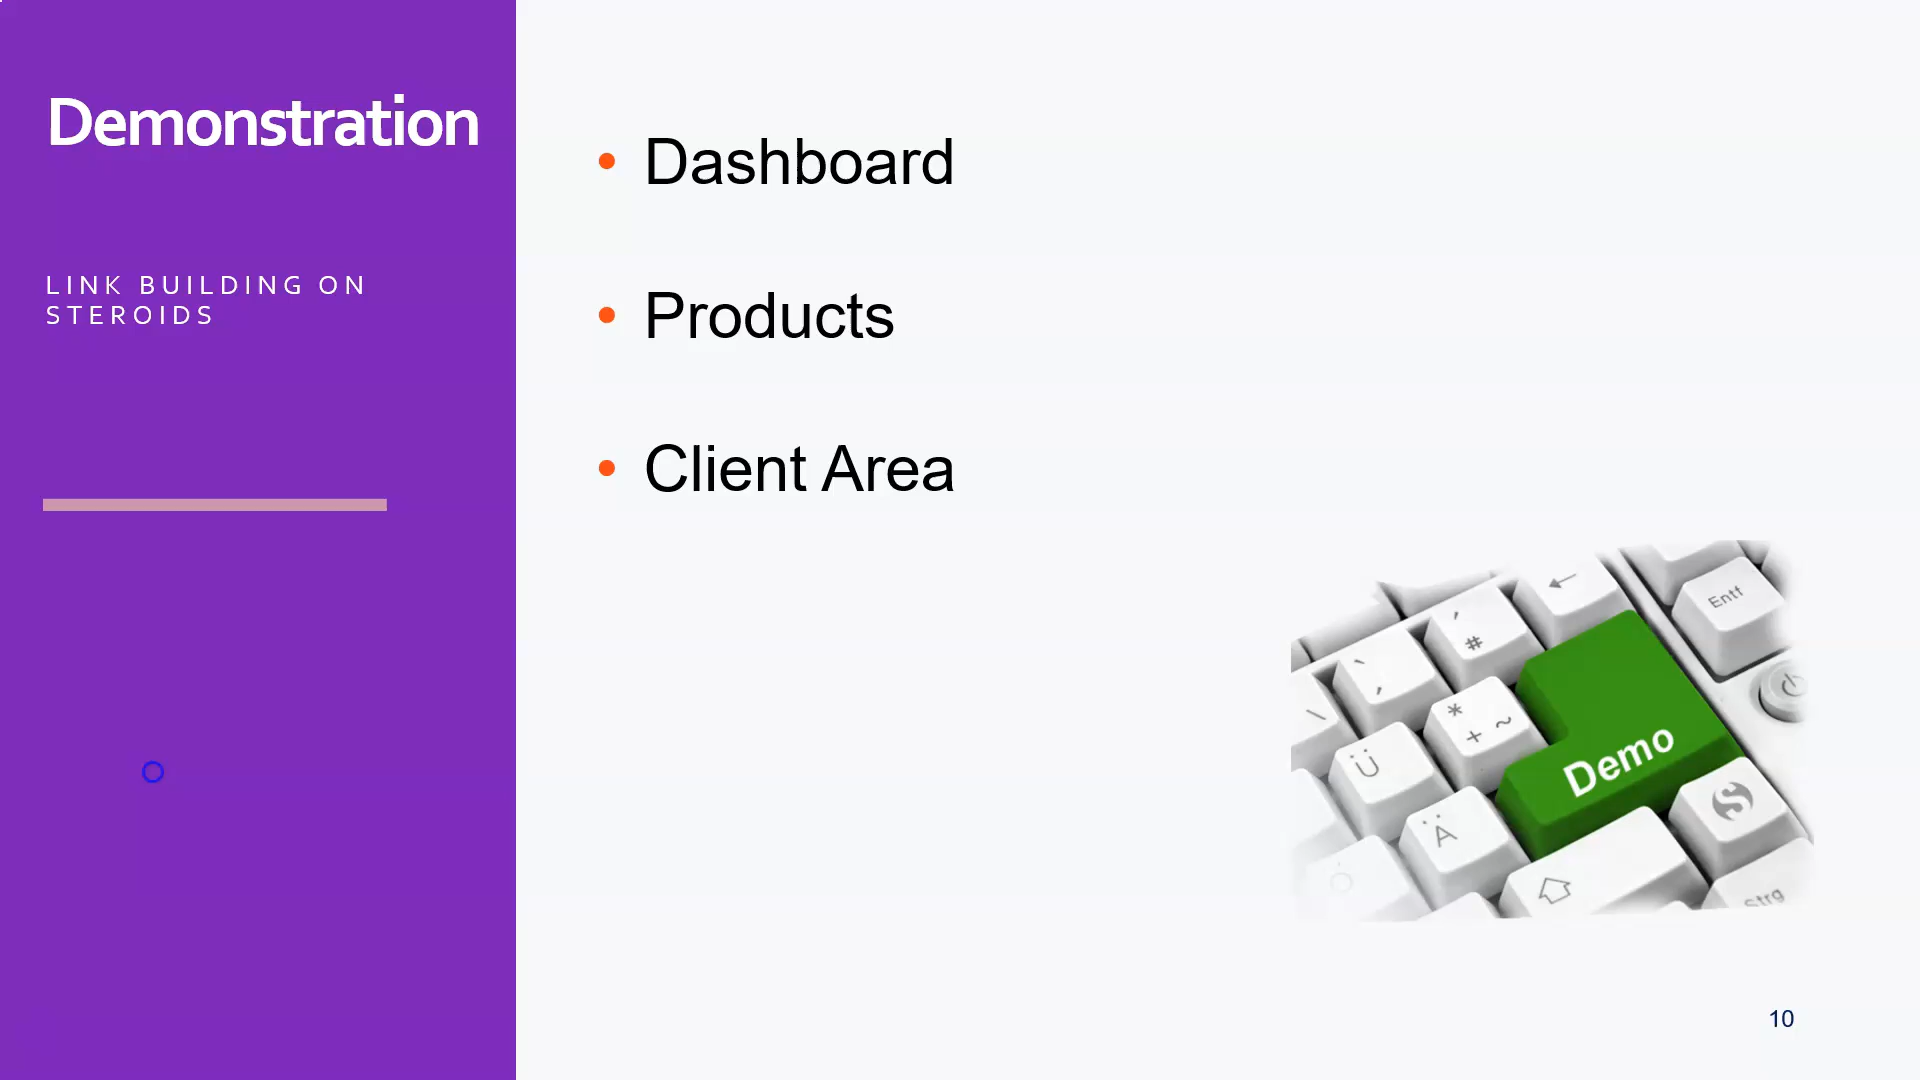 Demonstration
LINK BUILDING ON
STEROIDS
• Dashboard
• Products
• Client Area
Entf
#
*
+ ~
Ü
Ä
Demo
Strg
10